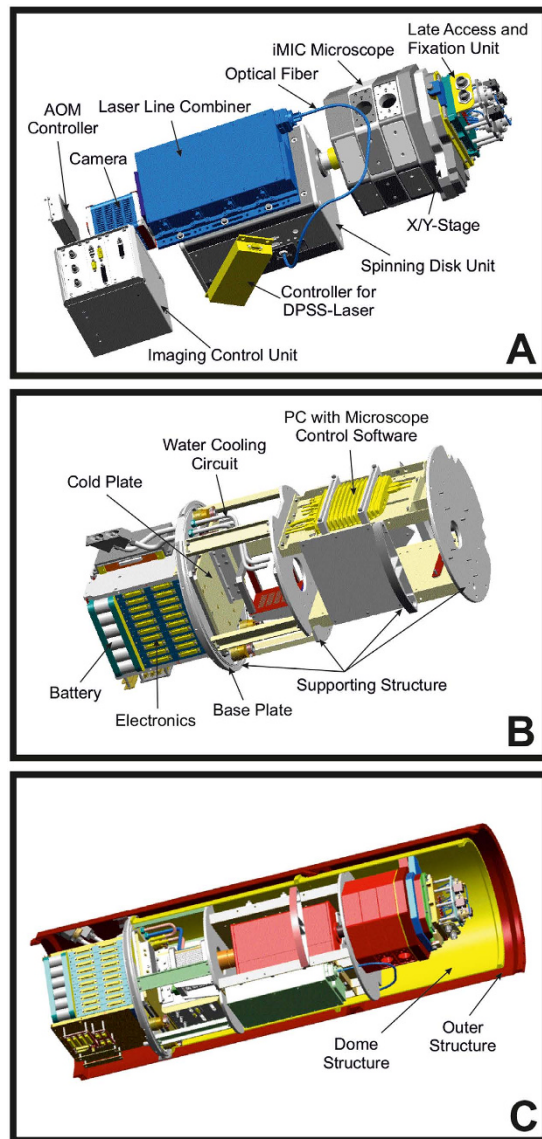 Late Access and
Fixation Unit
iMIC Microscope
Optical Fiber
AOM
Controller
Laser Line Combiner
Camera
X/Y-Stage
Spinning Disk Unit
Controller for
DPSS-Laser
Imaging Control Unit
A
PC with Microscope
Control Software
Water Cooling
Circuit
Cold Plate
Battery
Electronics
Base Plate
Supporting Structure
B
Dome
Structure
Outer
Structure
C